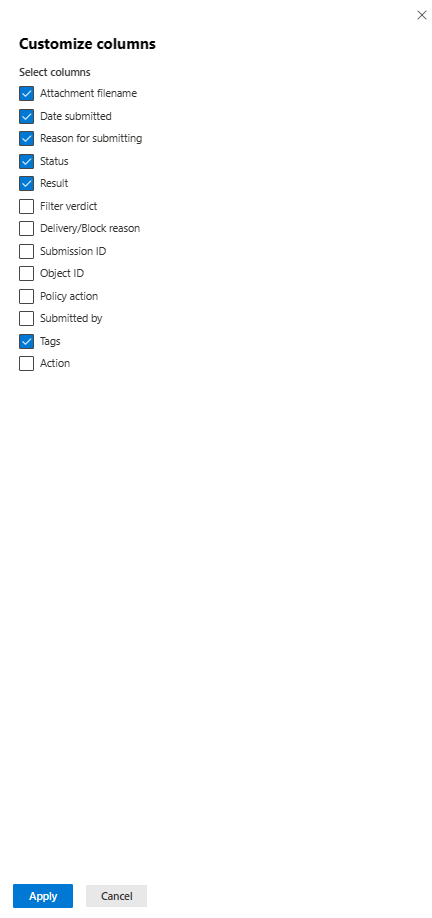 Customize columns
Select columns
Attachment filename
Date submitted
Reason for submitting
Status
Result
Filter verdict
Delivery/Block reason
Submission ID
Object ID
Policy action
Submitted by
Tags
Action
Apply
Cancel